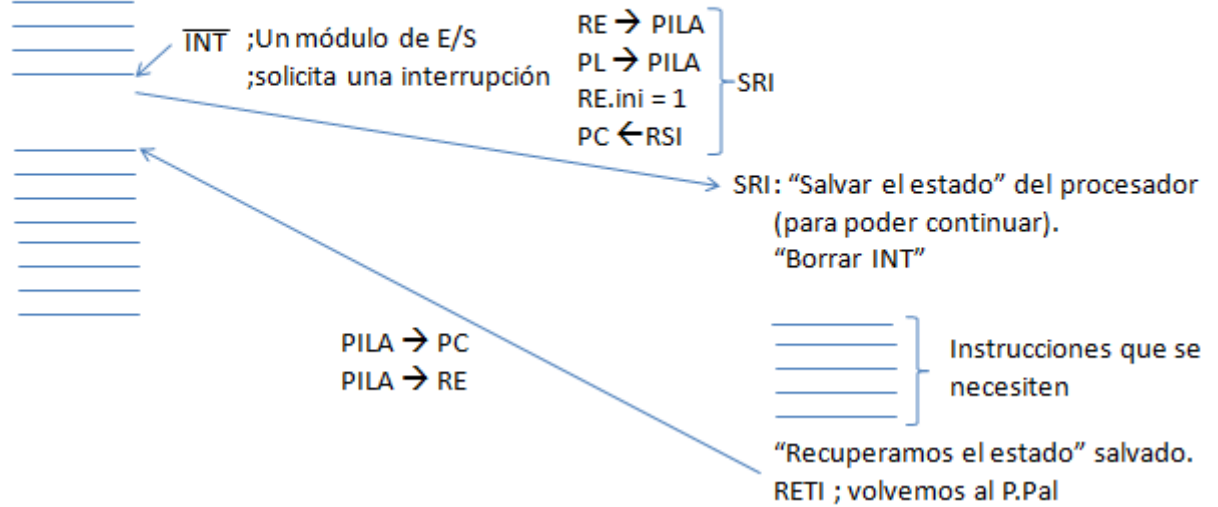 INT ;Un módulo de E/S
;solicita una interrupción
RE → PILA
PL → PILA
RE.ini = 1
PC ←RSI
SRI
SRI: “Salvar el estado” del procesador
(para poder continuar).
“Borrar INT”
PILA → PC
PILA → RE
Instrucciones que se
necesiten
“Recuperamos el estado” salvado.
RETI ; volvemos al P.Pal